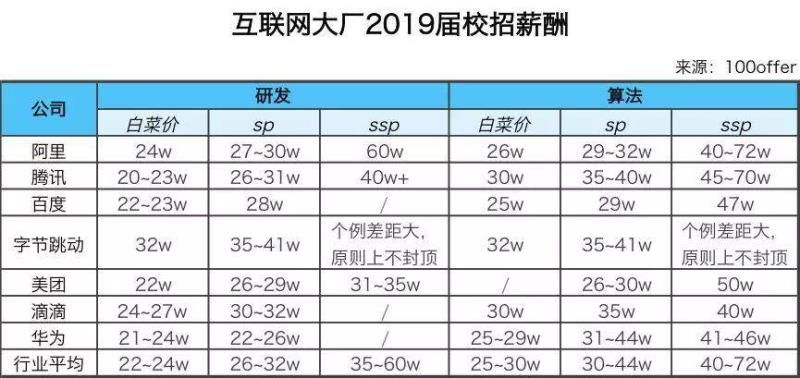 互联网大厂2019届校招薪酬
来源：100offer
公司 研发 算法
白菜价 sp ssp 白菜价 sp ssp
阿里 24w 27~30w 60w 26w 29~32w 40~72w
腾讯 20~23w 26~31w 40w+ 30w 35~40w 45~70w
百度 22~23w 28w / 25w 29w 47w
字节跳动 32w 35~41w 个例差距大， 32w 35~41w 个例差距大，
原则上不封顶 原则上不封顶
美团 22w 26~29w 31~35w / 26~30w 50w
滴滴 24~27w 30~32w / 30w 35w 40w
华为 21~24w 22~26w / 25~29w 31~44w 41~46w
行业平均 22~24w 26~32w 35~60w 25~30w 30~44w 40~72w